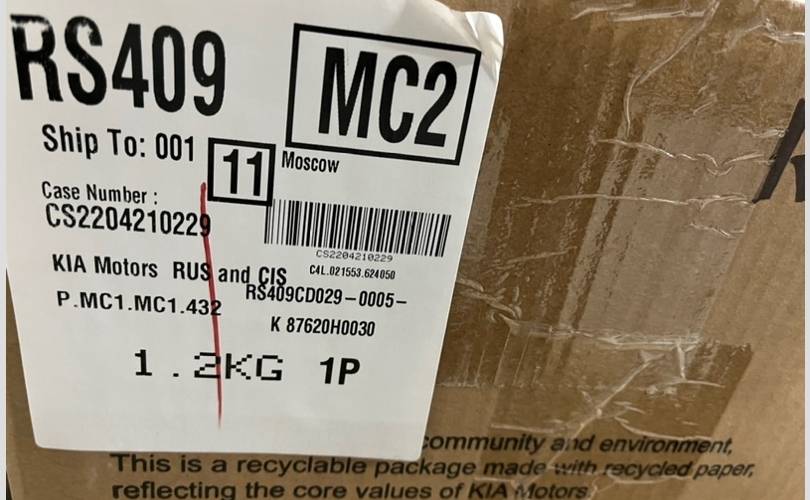 RS409
MC2
Ship To: 001
11
Moscow
Case Number :
CS2204210229
CS2204210229
KIA Motors RUS and CIS
C4L.021553.624050
P.MC1.MC1.432
RS409CD029-0005-
K 87620H0030
1.2KG 1P
community and environment,
This is a recyclable package made with recycled paper,
reflecting the core values of KIA Motors.